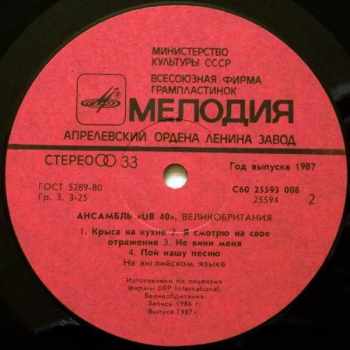 МИНИСТЕРСТВО
КУЛЬТУРЫ СССР
ВСЕСОЮЗНАЯ ФИРМА
ГРАМПЛАСТИНОК
МЕЛОДИЯ
АПРЕЛЕВСКИЙ ОРДЕНА ЛЕНИНА ЗАВОД
СТЕРЕО 33
Год выпуска 1987
ГОСТ 5289-80
Гр. 3. 3-25
С60 25593 008
25594
2
АНСАМБЛЬ «UB 40», ВЕЛИКОБРИТАНИЯ
1. Крыса на кухне 2. Я смотрю на свое
отражение 3. Не вини меня
4. Пой нашу песню
На английском языке
Изготовлено по лицензии
фирмы DEP International,
Великобритания
Запись 1986 г.
Выпуск 1987 г.